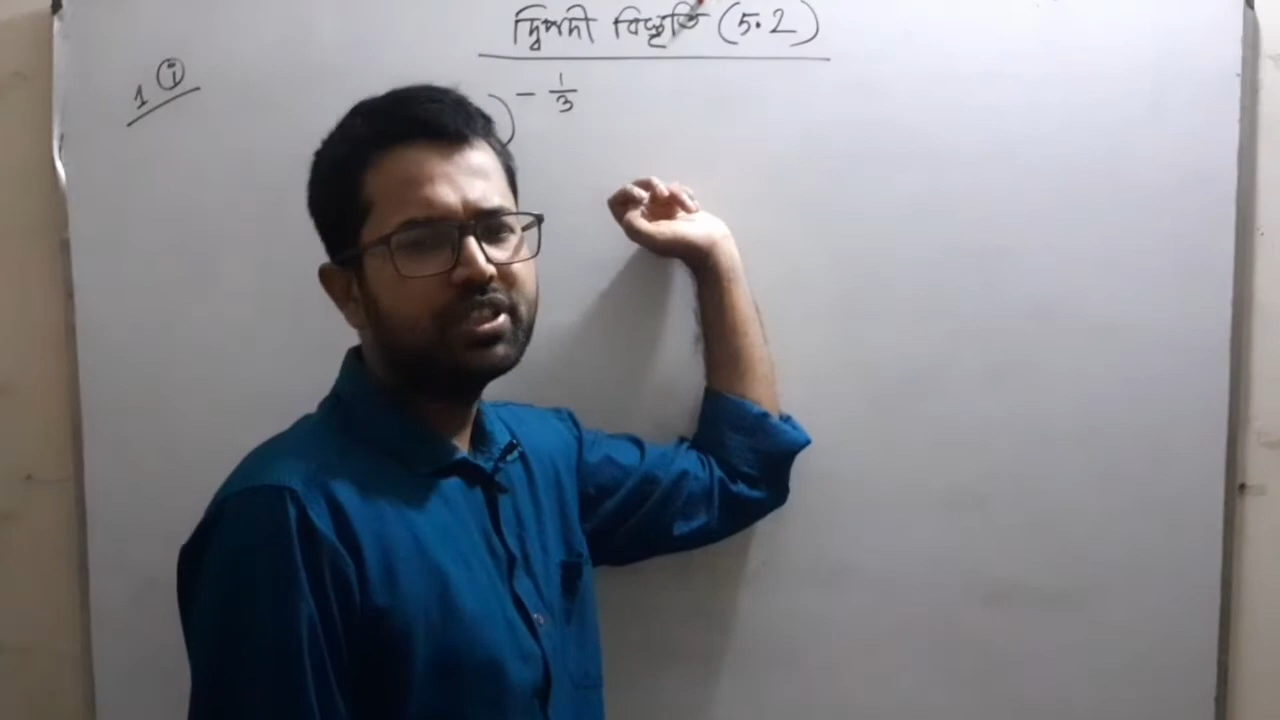 দ্বিপদী বিস্তৃতি (5.2)
1 (i)
)^{-1/3}